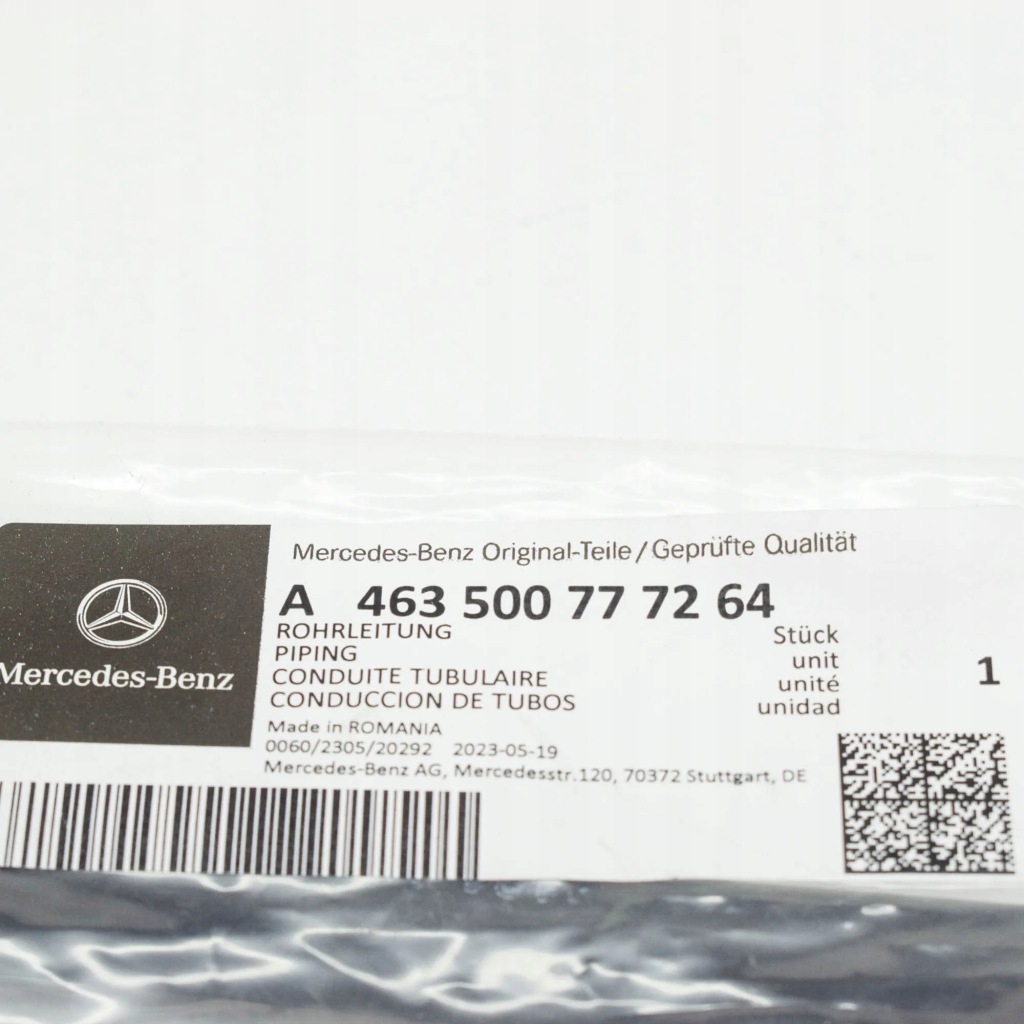 Mercedes-Benz Original-Teile/Geprüfte Qualität
Mercedes-Benz
A 463 500 77 72 64
ROHRLEITUNG
PIPING
CONDUITE TUBULAIRE
CONDUCCION DE TUBOS
Stück
unit
unité
unidad
1
Made in ROMANIA
0060/2305/20292 2023-05-19
Mercedes-Benz AG, Mercedesstr.120, 70372 Stuttgart, DE